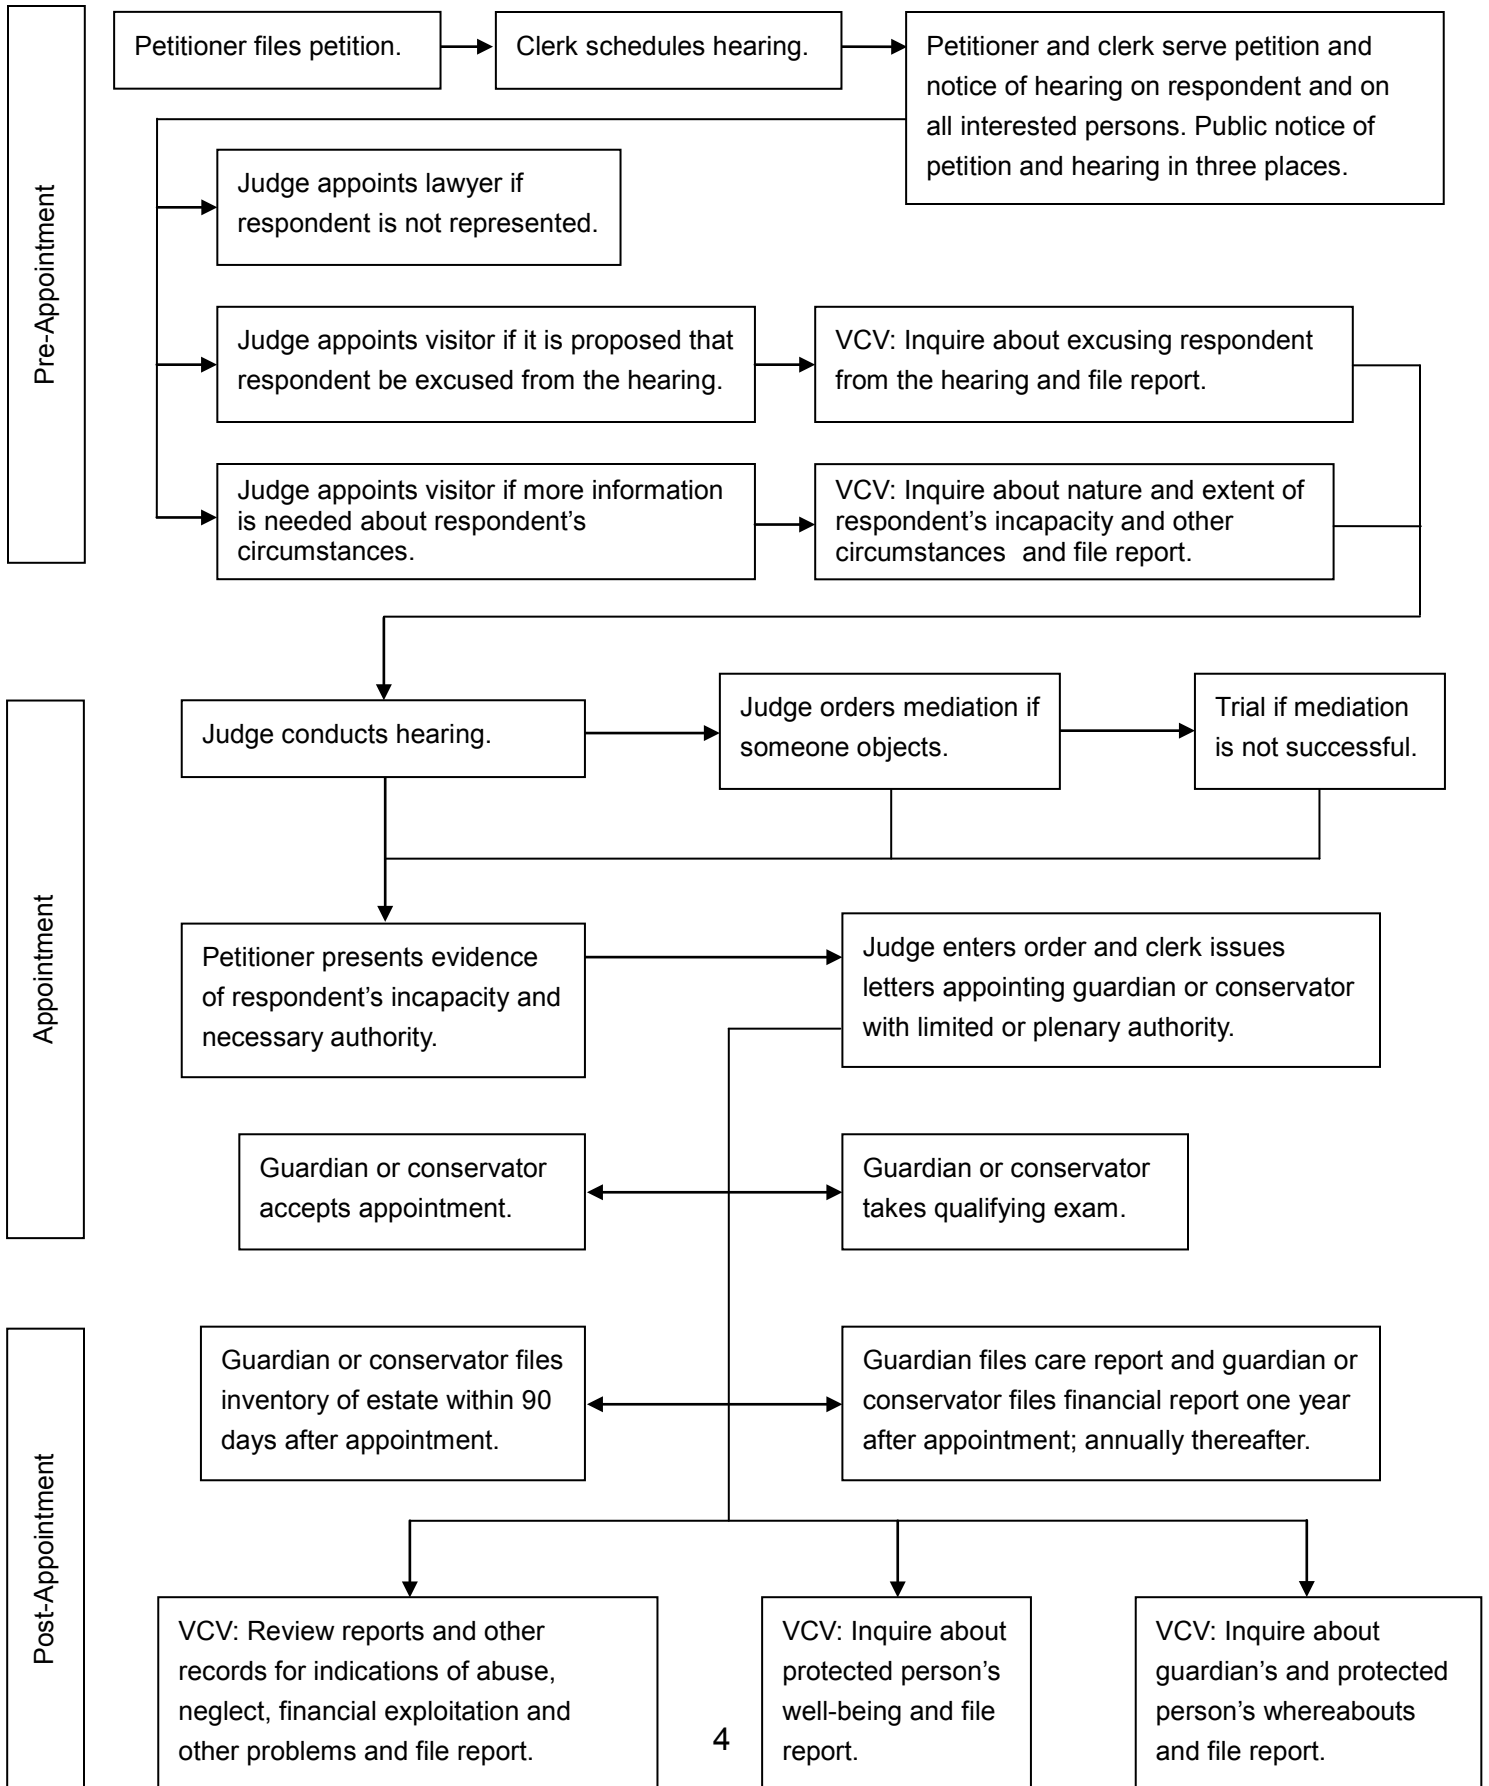 Pre-Appointment
Petitioner files petition.
Clerk schedules hearing.
Petitioner and clerk serve petition and
notice of hearing on respondent and on
all interested persons. Public notice of
petition and hearing in three places.
Judge appoints lawyer if
respondent is not represented.
Judge appoints visitor if it is proposed that
respondent be excused from the hearing.
VCV: Inquire about excusing respondent
from the hearing and file report.
Judge appoints visitor if more information
is needed about respondent’s
circumstances.
VCV: Inquire about nature and extent of
respondent’s incapacity and other
circumstances and file report.
Appointment
Judge conducts hearing.
Judge orders mediation if
someone objects.
Trial if mediation
is not successful.
Petitioner presents evidence
of respondent’s incapacity and
necessary authority.
Judge enters order and clerk issues
letters appointing guardian or conservator
with limited or plenary authority.
Guardian or conservator
accepts appointment.
Guardian or conservator
takes qualifying exam.
Post-Appointment
Guardian or conservator files
inventory of estate within 90
days after appointment.
Guardian files care report and guardian or
conservator files financial report one year
after appointment; annually thereafter.
VCV: Review reports and other
records for indications of abuse,
neglect, financial exploitation and
other problems and file report.
VCV: Inquire about
protected person’s
well-being and file
report.
VCV: Inquire about
guardian’s and protected
person’s whereabouts
and file report.
4